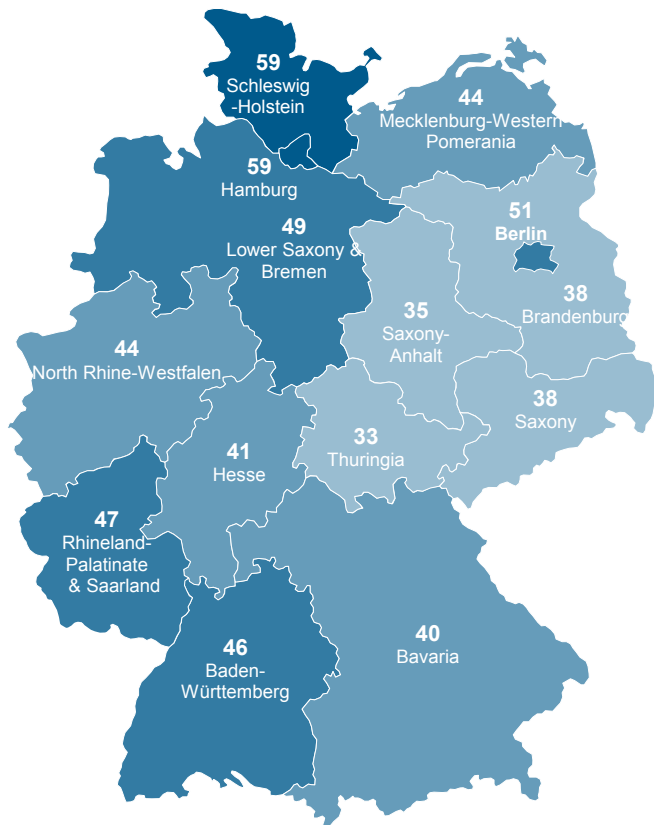 59
Schleswig
-Holstein
44
Mecklenburg-Western
Pomerania
59
Hamburg
49
Lower Saxony &
Bremen
51
Berlin
38
Brandenburg
35
Saxony-
Anhalt
44
North Rhine-Westfalen
38
Saxony
33
Thuringia
41
Hesse
47
Rhineland-
Palatinate
& Saarland
40
Bavaria
46
Baden-
Württemberg